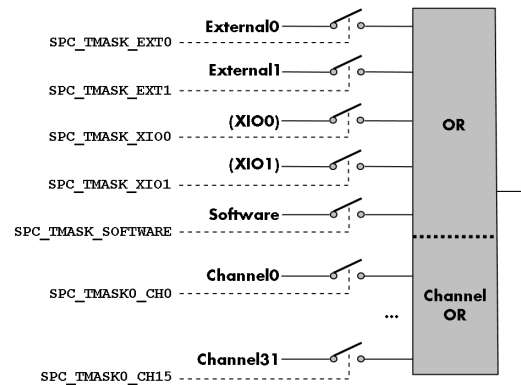 External0
SPC_TMASK_EXT0
External1
SPC_TMASK_EXT1
(XIO0)
SPC_TMASK_XIO0
(XIO1)
SPC_TMASK_XIO1
Software
SPC_TMASK_SOFTWARE
Channel0
SPC_TMASK0_CH0
...
Channel31
SPC_TMASK0_CH15
OR
Channel
OR